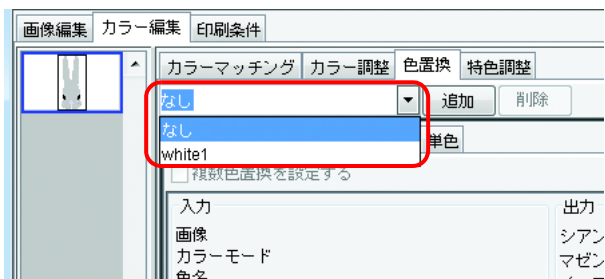 画像編集 カラー編集 印刷条件
カラーマッチング カラー調整 色置換 特色調整
なし 追加 削除
なし
white1
単色
複数色置換を設定する
入力 出力
画像 シアン
カラーモード マゼン
色名